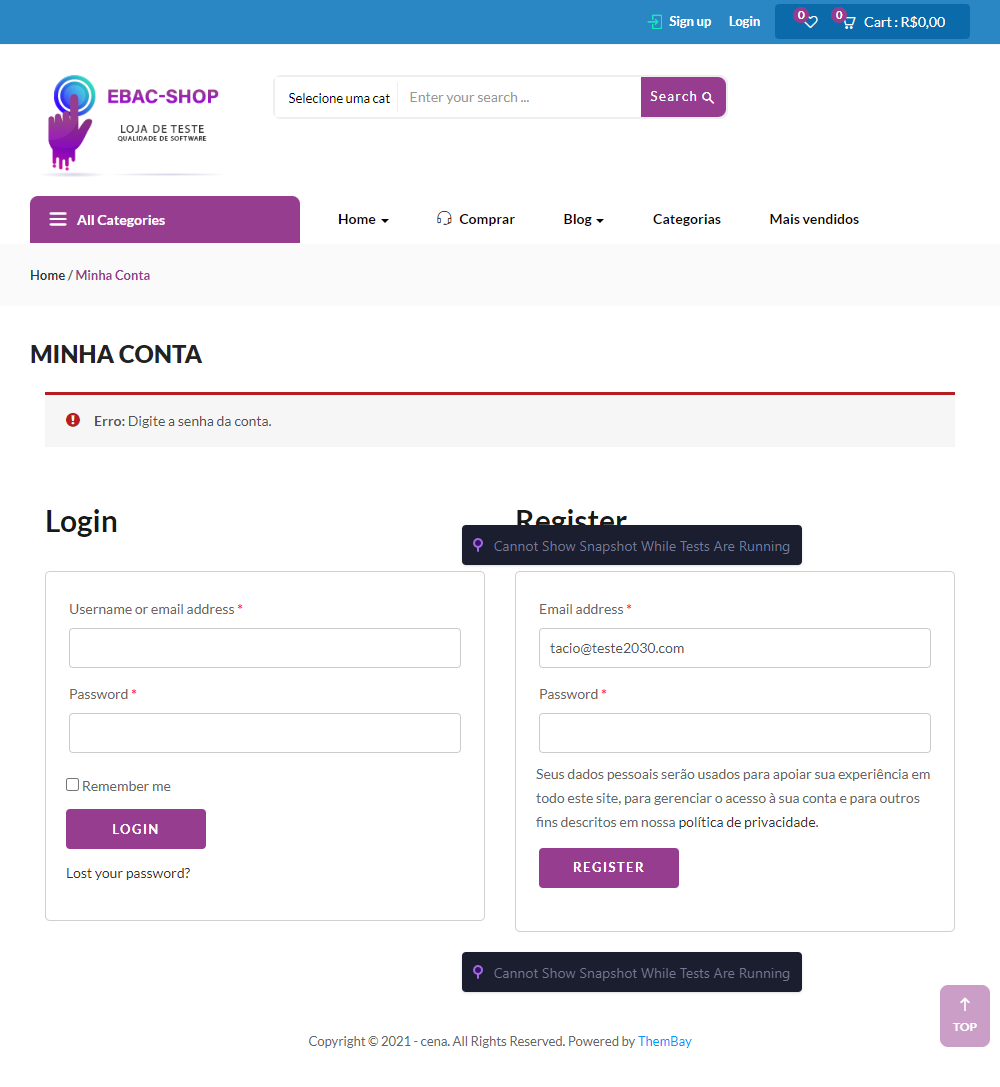 Sign up
Login
0
0
Cart : R$0,00
EBAC-SHOP
LOJA DE TESTE
QUALIDADE DE SOFTWARE
Selecione uma cat
Enter your search ...
Search
All Categories
Home
Comprar
Blog
Categorias
Mais vendidos
Home / Minha Conta
MINHA CONTA
Erro: Digite a senha da conta.
Login
Register
Cannot Show Snapshot While Tests Are Running
Username or email address *
Password *
Remember me
LOGIN
Lost your password?
Email address *
tacio@teste2030.com
Password *
Seus dados pessoais serão usados para apoiar sua experiência em
todo este site, para gerenciar o acesso à sua conta e para outros
fins descritos em nossa política de privacidade.
REGISTER
Cannot Show Snapshot While Tests Are Running
TOP
Copyright © 2021 - cena. All Rights Reserved. Powered by ThemBay